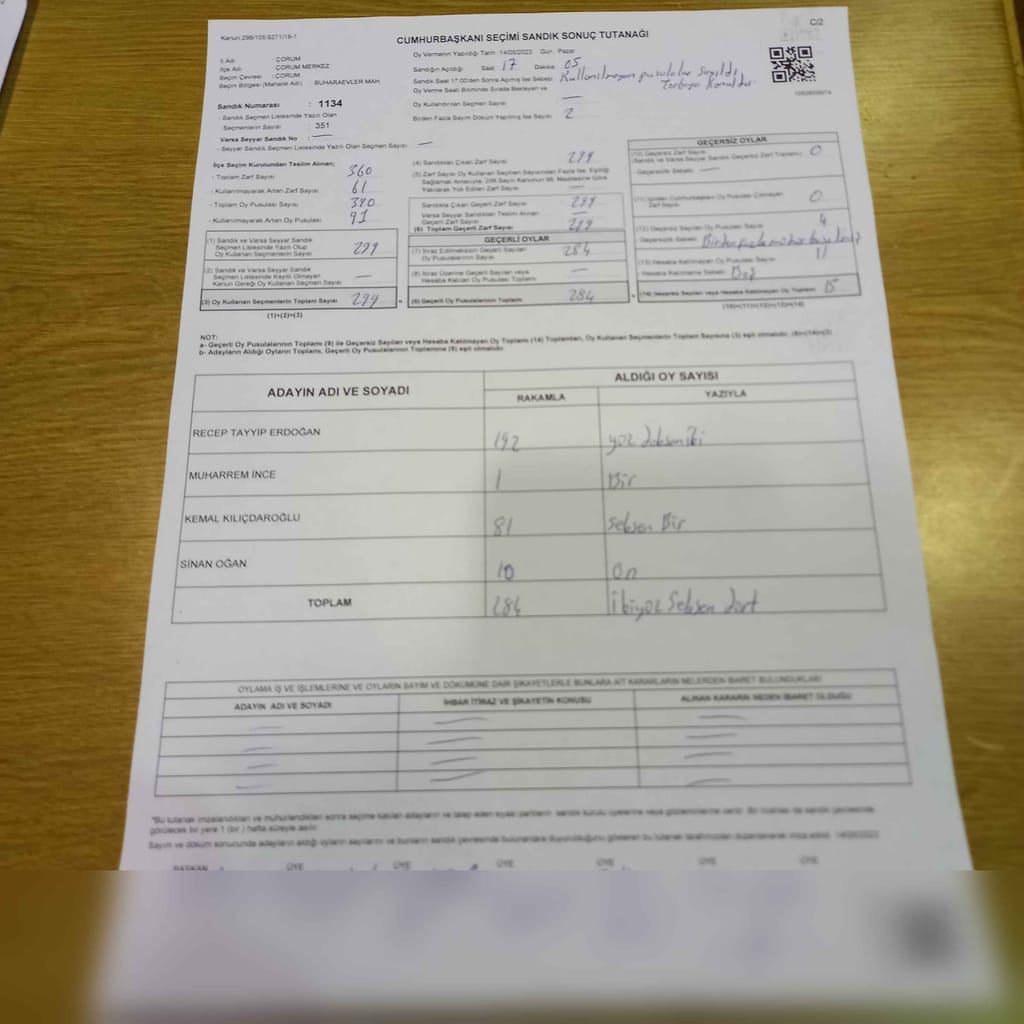 Kanun:298/105,6271/18-1
C/2
CUMHURBAŞKANI SEÇİMİ SANDIK SONUÇ TUTANAĞI
İl Adı : ÇORUM
İlçe Adı : ÇORUM MERKEZ
Seçim Çevresi : ÇORUM
Seçim Bölgesi (Mahalle Adı) : BUHARAEVLER MAH
Oy Vermenin Yapıldığı Tarih 14/05/2023 Gün Pazar
Sandığın Açıldığı Saat 17 Dakika 05
Sandık Saat 17:00'den Sonra Açılmış İse Sebebi Kullanılmayan pusulalar sayıldı
Torbaya Konuldu
Oy Verme Saati Bitiminde Sırada Bekleyen ve
Oy Kullandırılan Seçmen Sayısı —
Birden Fazla Sayım Döküm Yapılmış İse Sayısı 2
Sandık Numarası : 1134
- Sandık Seçmen Listesinde Yazılı Olan
Seçmenlerin Sayısı : 351
Varsa Seyyar Sandık No : —
- Seyyar Sandık Seçmen Listesinde Yazılı Olan Seçmen Sayısı —
İlçe Seçim Kurulundan Teslim Alınan;
- Toplam Zarf Sayısı 360
- Kullanılmayarak Artan Zarf Sayısı 61
- Toplam Oy Pusulası Sayısı
- Kullanılmayarak Artan Oy Pusulası 91
(1) Sandık ve Varsa Seyyar Sandık
Seçmen Listesinde Yazılı Olup
Oy Kullanan Seçmenlerin Sayısı 299
(2) Sandık ve Varsa Seyyar Sandık
Seçmen Listesinde Kayıtlı Olmayan
Kanun Gereği Oy Kullanan Seçmen Sayısı —
(3) Oy Kullanan Seçmenlerin Toplam Sayısı 299
(1)+(2)=(3)
(4) Sandıktan Çıkan Zarf Sayısı 299
(5) Zarf Sayısı Oy Kullanan Seçmen Sayısından Fazla İse, Eşitliği
Sağlamak Amacıyla, 298 Sayılı Kanunun 98. Maddesine Göre
Yakılarak Yok Edilen Zarf Sayısı —
Sandıkta Çıkan Geçerli Zarf Sayısı 299
Varsa Seyyar Sandıktan Teslim Alınan
Geçerli Zarf Sayısı —
(6) Toplam Geçerli Zarf Sayısı 299
GEÇERLİ OYLAR
(7) İtiraz Edilmeksizin Geçerli Sayılan
Oy Pusulalarının Sayısı 284
(8) İtiraz Üzerine Geçerli Sayılan veya
Hesaba Katılan Oy Pusulası Toplamı —
(9) Geçerli Oy Pusulalarının Toplamı 284
GEÇERSİZ OYLAR
(10) Geçersiz Zarf Sayısı 0
(Sandık ve Varsa Seyyar Sandık Geçersiz Zarf Toplamı)
- Geçersizlik Sebebi —
(11) İçinden Cumhurbaşkanı Oy Pusulası Çıkmayan
Zarf Sayısı 0
(12) Geçersiz Sayılan Oy Pusulası Sayısı 4
Geçersizlik Sebebi
(13) Hesaba Katılmayan Oy Pusulası Sayısı 11
Hesaba Katılmama Sebebi Boş
(14) Geçersiz Sayılan veya Hesaba Katılmayan Oy Toplamı 15
(10)+(11)+(12)+(13)=(14)
NOT:
a- Geçerli Oy Pusulalarının Toplamı (9) ile Geçersiz Sayılan veya Hesaba Katılmayan Oy Toplamı (14) Toplamları, Oy Kullanan Seçmenlerin Toplam Sayısına (3) eşit olmalıdır. (9)+(14)=(3)
b- Adayların Aldığı Oyların Toplamı, Geçerli Oy Pusulalarının Toplamına (9) eşit olmalıdır.
ADAYIN ADI VE SOYADI
ALDIĞI OY SAYISI
RAKAMLA YAZIYLA
RECEP TAYYİP ERDOĞAN 192 yüz doksan iki
MUHARREM İNCE 1 Bir
KEMAL KILIÇDAROĞLU 81 Seksen Bir
SİNAN OĞAN 10 On
TOPLAM 284 ikiyüz Seksen dört
OYLAMA İŞ VE İŞLEMLERİNE VE OYLARIN SAYIM VE DÖKÜMÜNE DAİR ŞİKAYETLERLE BUNLARA AİT KARARLARIN NELERDEN İBARET BULUNDUKLARI
ADAYIN ADI VE SOYADI İHBAR İTİRAZ VE ŞİKAYETİN KONUSU ALINAN KARARIN NEDEN İBARET OLDUĞU
"Bu tutanak imzalandıktan ve mühürlendikten sonra seçime katılan adayların ve talep eden siyasi partilerin sandık kurulu üyelerine veya gözlemcilerine verilir. Bir nüshası da sandık çevresinde
görülecek bir yere 1 (bir) hafta süreyle asılır.
Sayım ve döküm sonucunda adayların aldığı oyların sayılarını ve bunların sandık çevresinde bulunanlara duyurulduğunu gösteren bu tutanak tarafımızdan düzenlenerek imza edildi. 14/05/2023
BAŞKAN ÜYE ÜYE ÜYE ÜYE ÜYE ÜYE